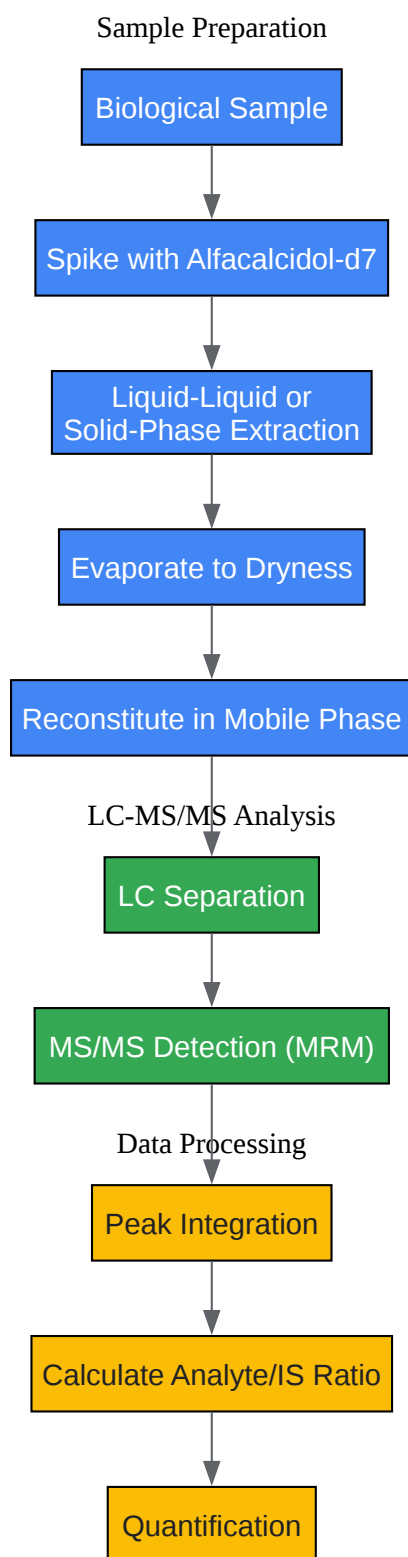 Sample Preparation
Biological Sample
Spike with Alfacalcidol-d7
Liquid-Liquid or
Solid-Phase Extraction
Evaporate to Dryness
Reconstitute in Mobile Phase
LC-MS/MS Analysis
LC Separation
MS/MS Detection (MRM)
Data Processing
Peak Integration
Calculate Analyte/IS Ratio
Quantification